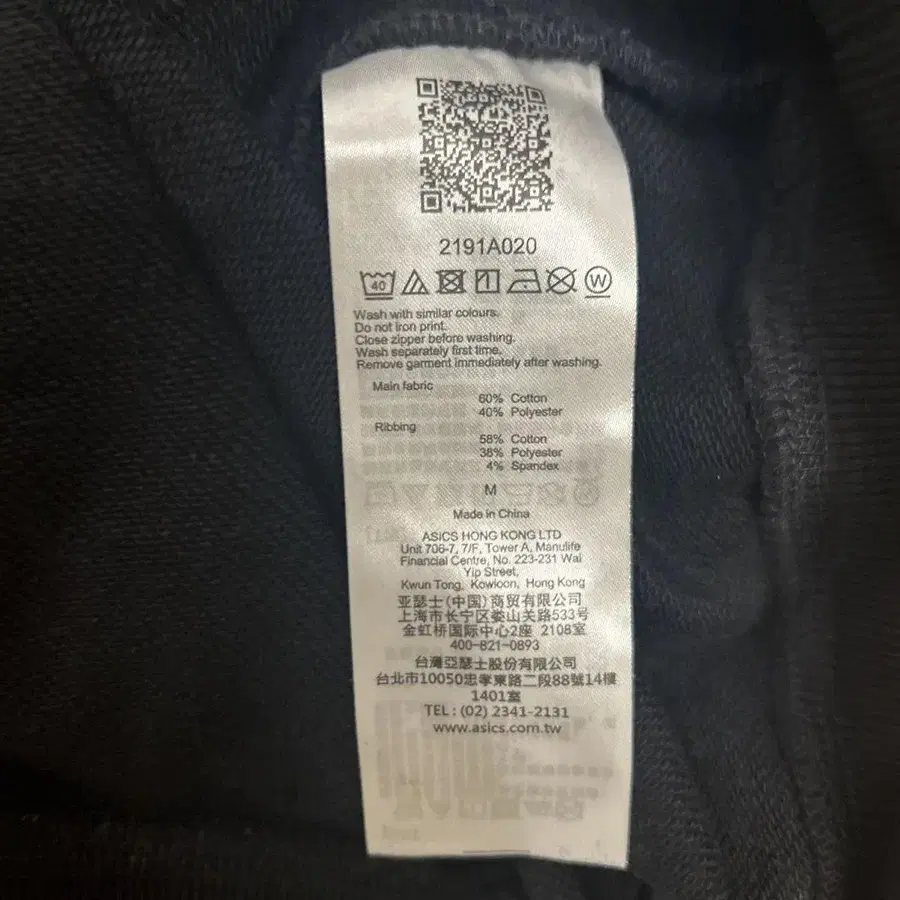 2191A020
40 W
Wash with similar colours.
Do not iron print.
Close zipper before washing.
Wash separately first time.
Remove garment immediately after washing.
Main fabric
60% Cotton
40% Polyester
Ribbing
58% Cotton
38% Polyester
4% Spandex
M
Made in China
ASICS HONG KONG LTD
Unit 706-7, 7/F, Tower A, Manulife
Financial Centre, No. 223-231 Wai
Yip Street,
Kwun Tong, Kowloon, Hong Kong
亚瑟士(中国)商贸有限公司
上海市长宁区娄山关路533号
金虹桥国际中心2座 2108室
400-821-0893
台灣亞瑟士股份有限公司
台北市10050忠孝東路二段88號14樓
1401室
TEL : (02) 2341-2131
www.asics.com.tw